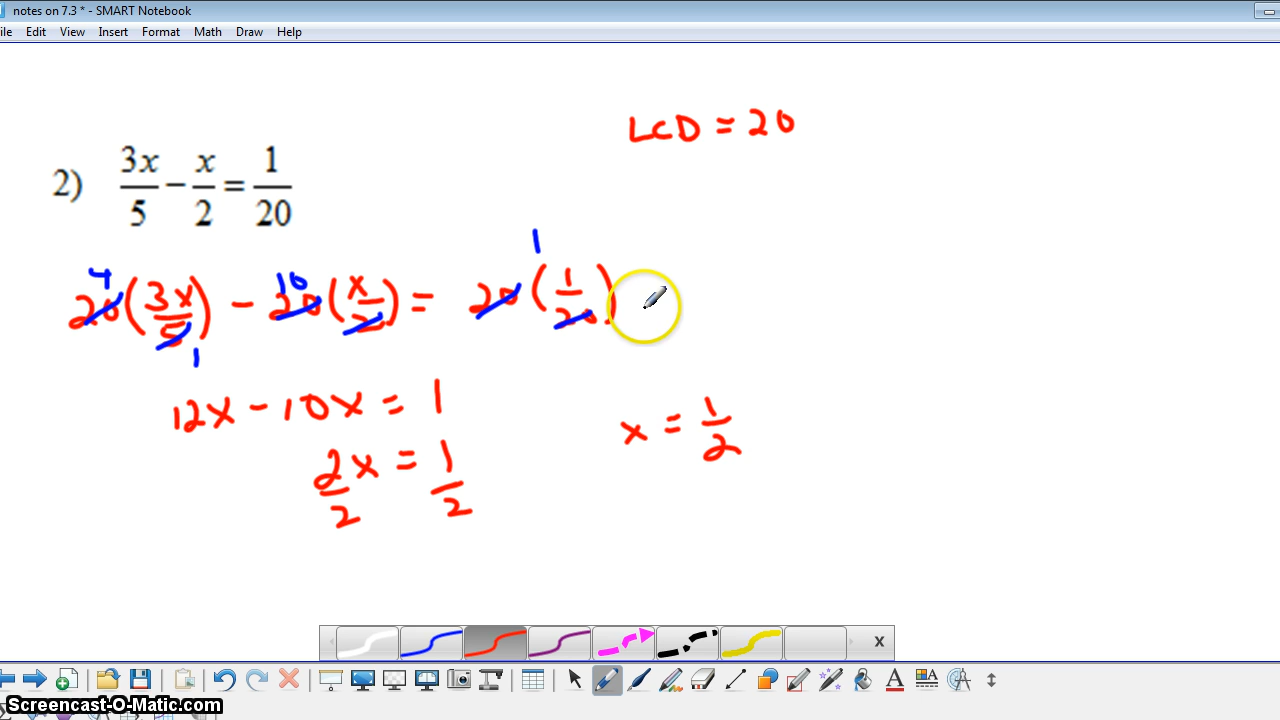 notes on 7.3 * - SMART Notebook
ile Edit View Insert Format Math Draw Help
LCD = 20
2) 3x/5 − x/2 = 1/20
4 10 1
20(3x/5) − 20(x/2) = 20(1/20)
1
12x − 10x = 1
2x/2 = 1/2
x = 1/2
x
A
Screencast-O-Matic.com